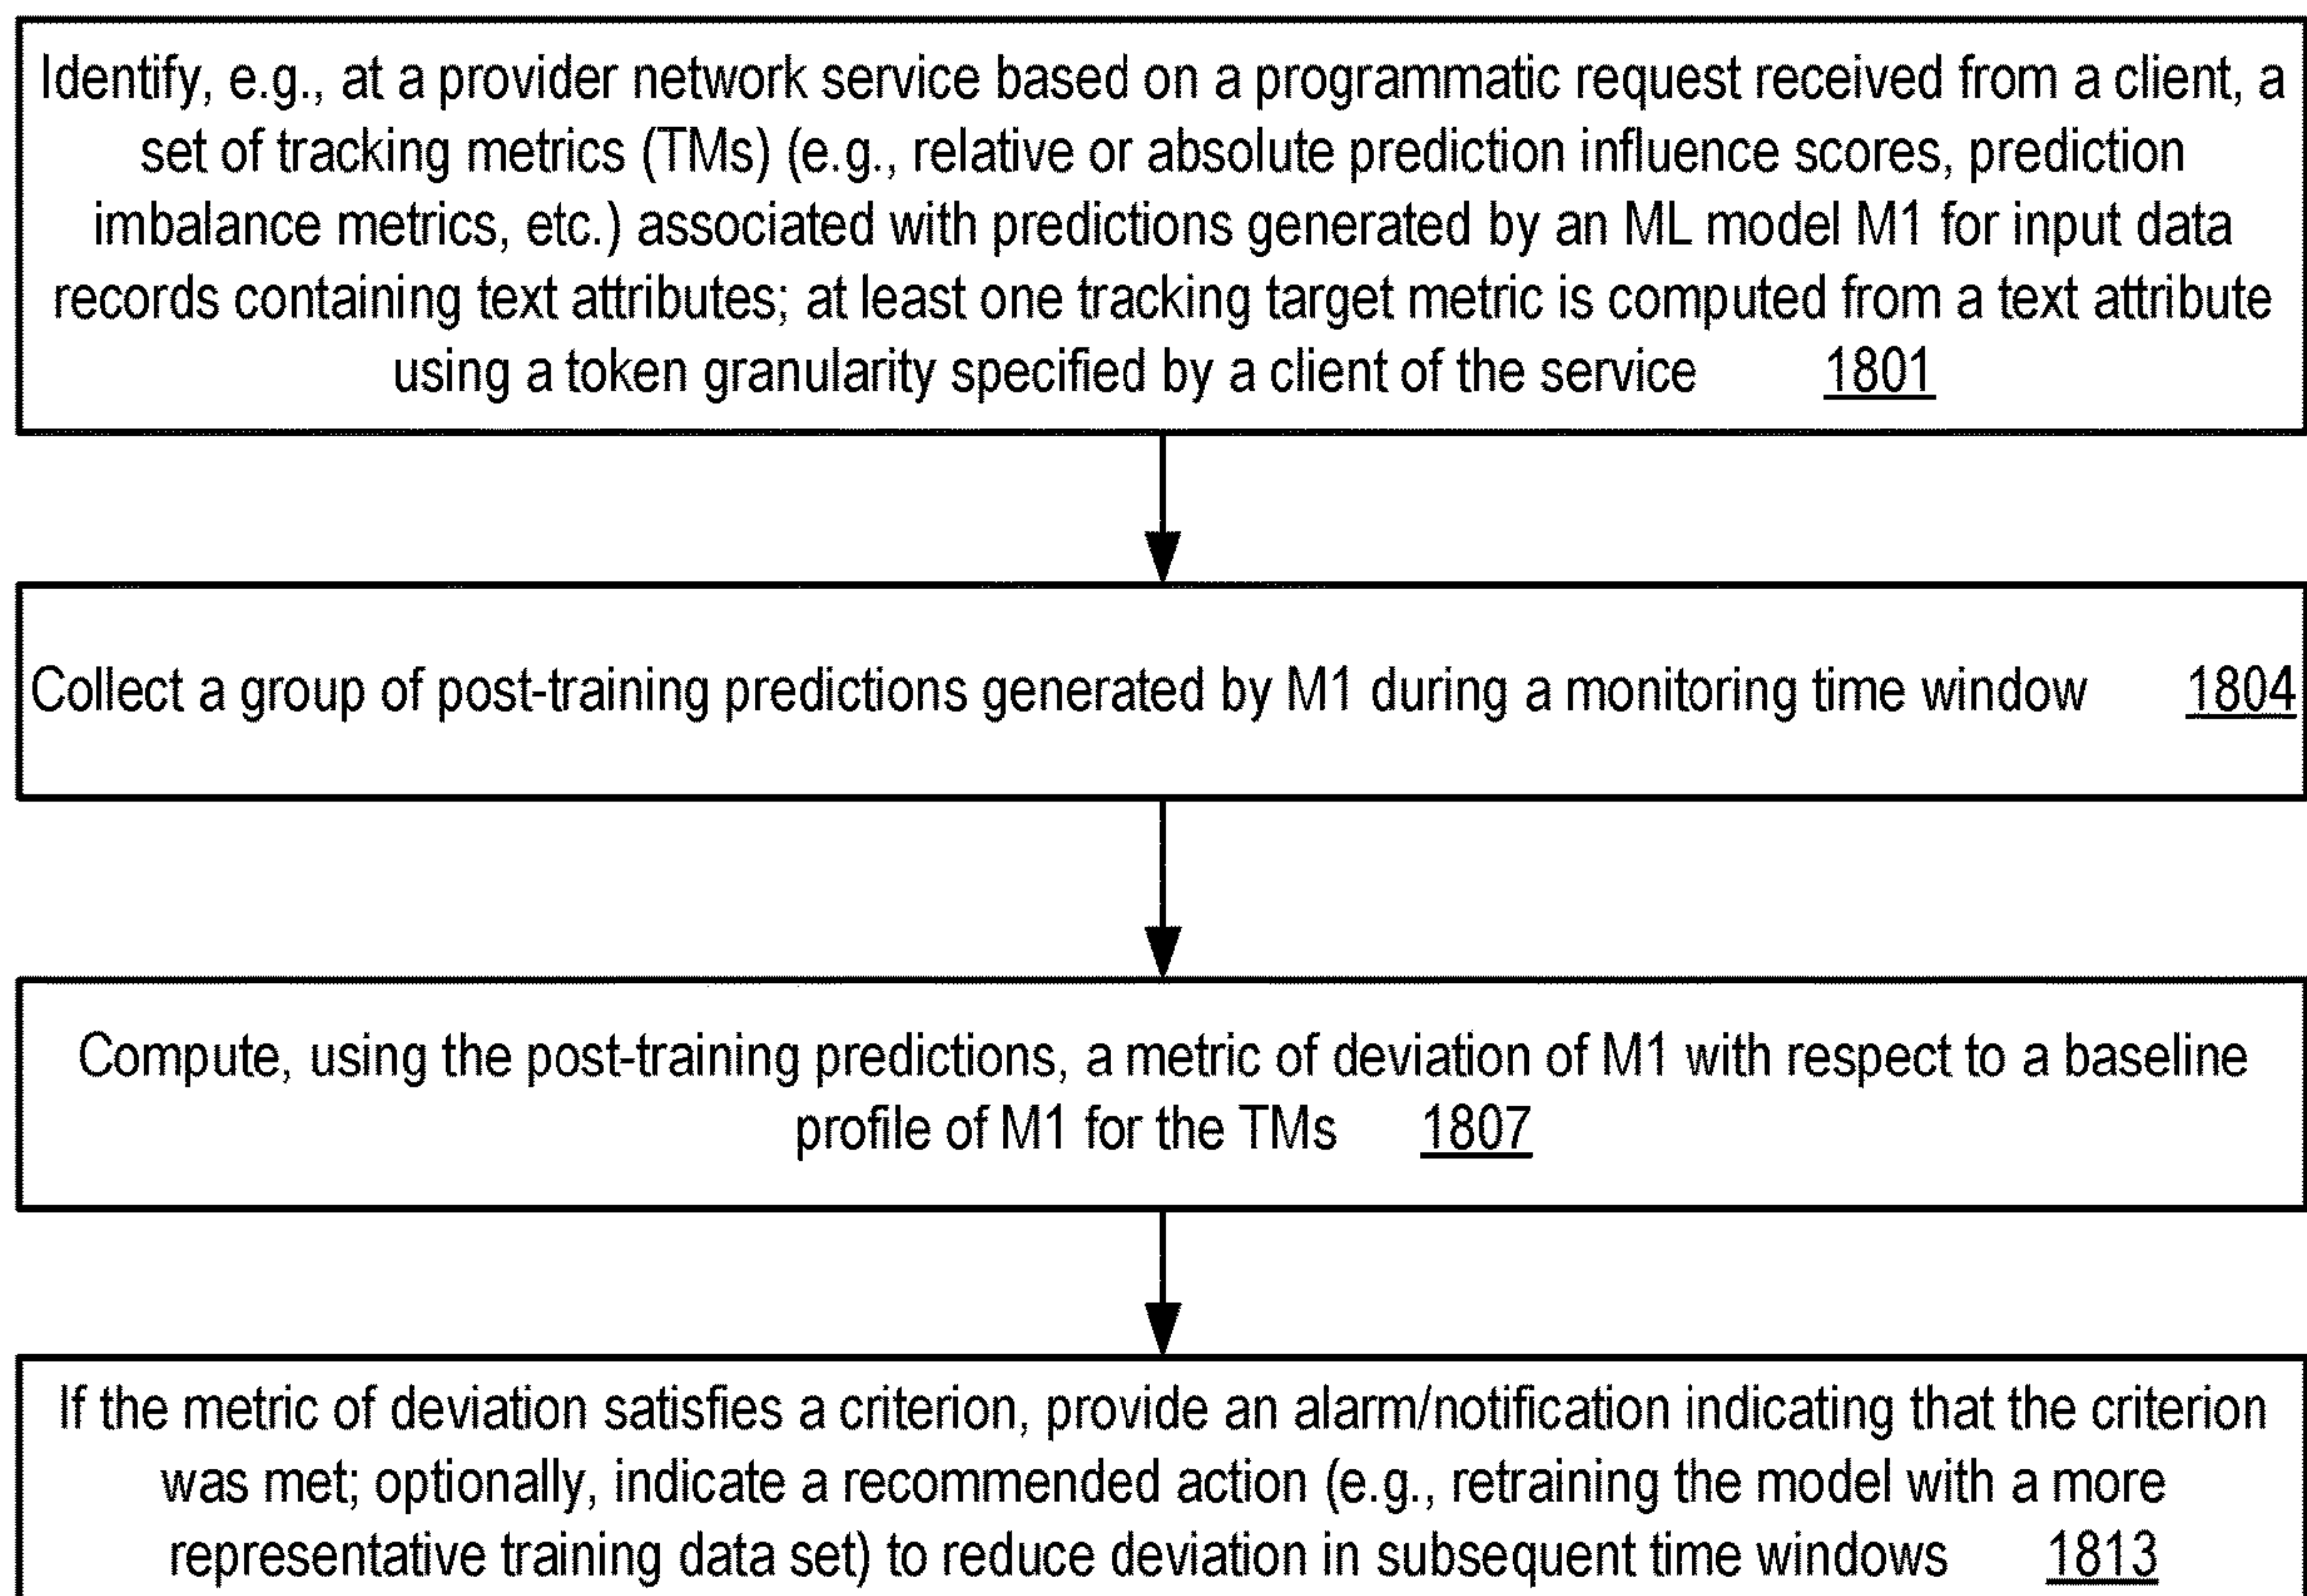 Identify, e.g., at a provider network service based on a programmatic request received from a client, a
set of tracking metrics (TMs) (e.g., relative or absolute prediction influence scores, prediction
imbalance metrics, etc.) associated with predictions generated by an ML model M1 for input data
records containing text attributes; at least one tracking target metric is computed from a text attribute
using a token granularity specified by a client of the service 1801
Collect a group of post-training predictions generated by M1 during a monitoring time window 1804
Compute, using the post-training predictions, a metric of deviation of M1 with respect to a baseline
profile of M1 for the TMs 1807
If the metric of deviation satisfies a criterion, provide an alarm/notification indicating that the criterion
was met; optionally, indicate a recommended action (e.g., retraining the model with a more
representative training data set) to reduce deviation in subsequent time windows 1813